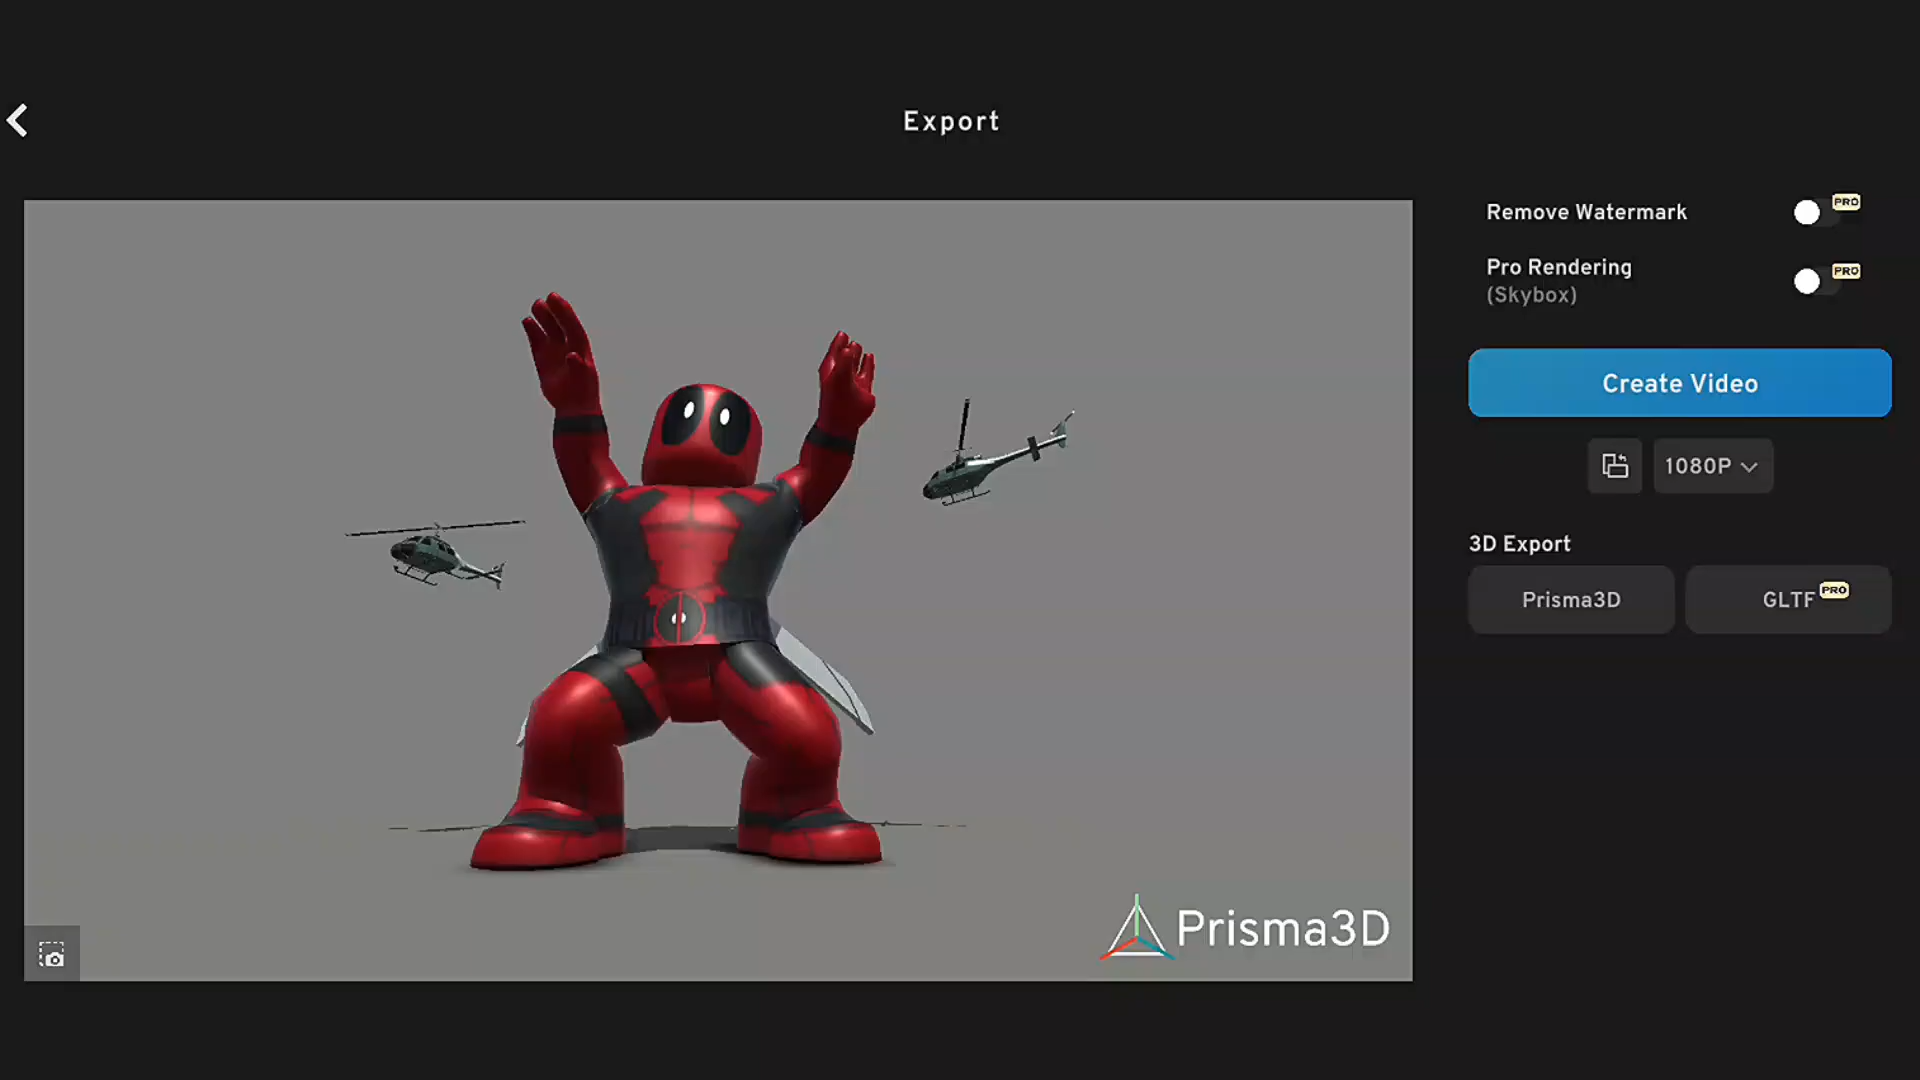 Export
Remove Watermark
PRO
Pro Rendering
PRO
(Skybox)
Create Video
1080P
3D Export
Prisma3D
GLTF
PRO
Prisma3D